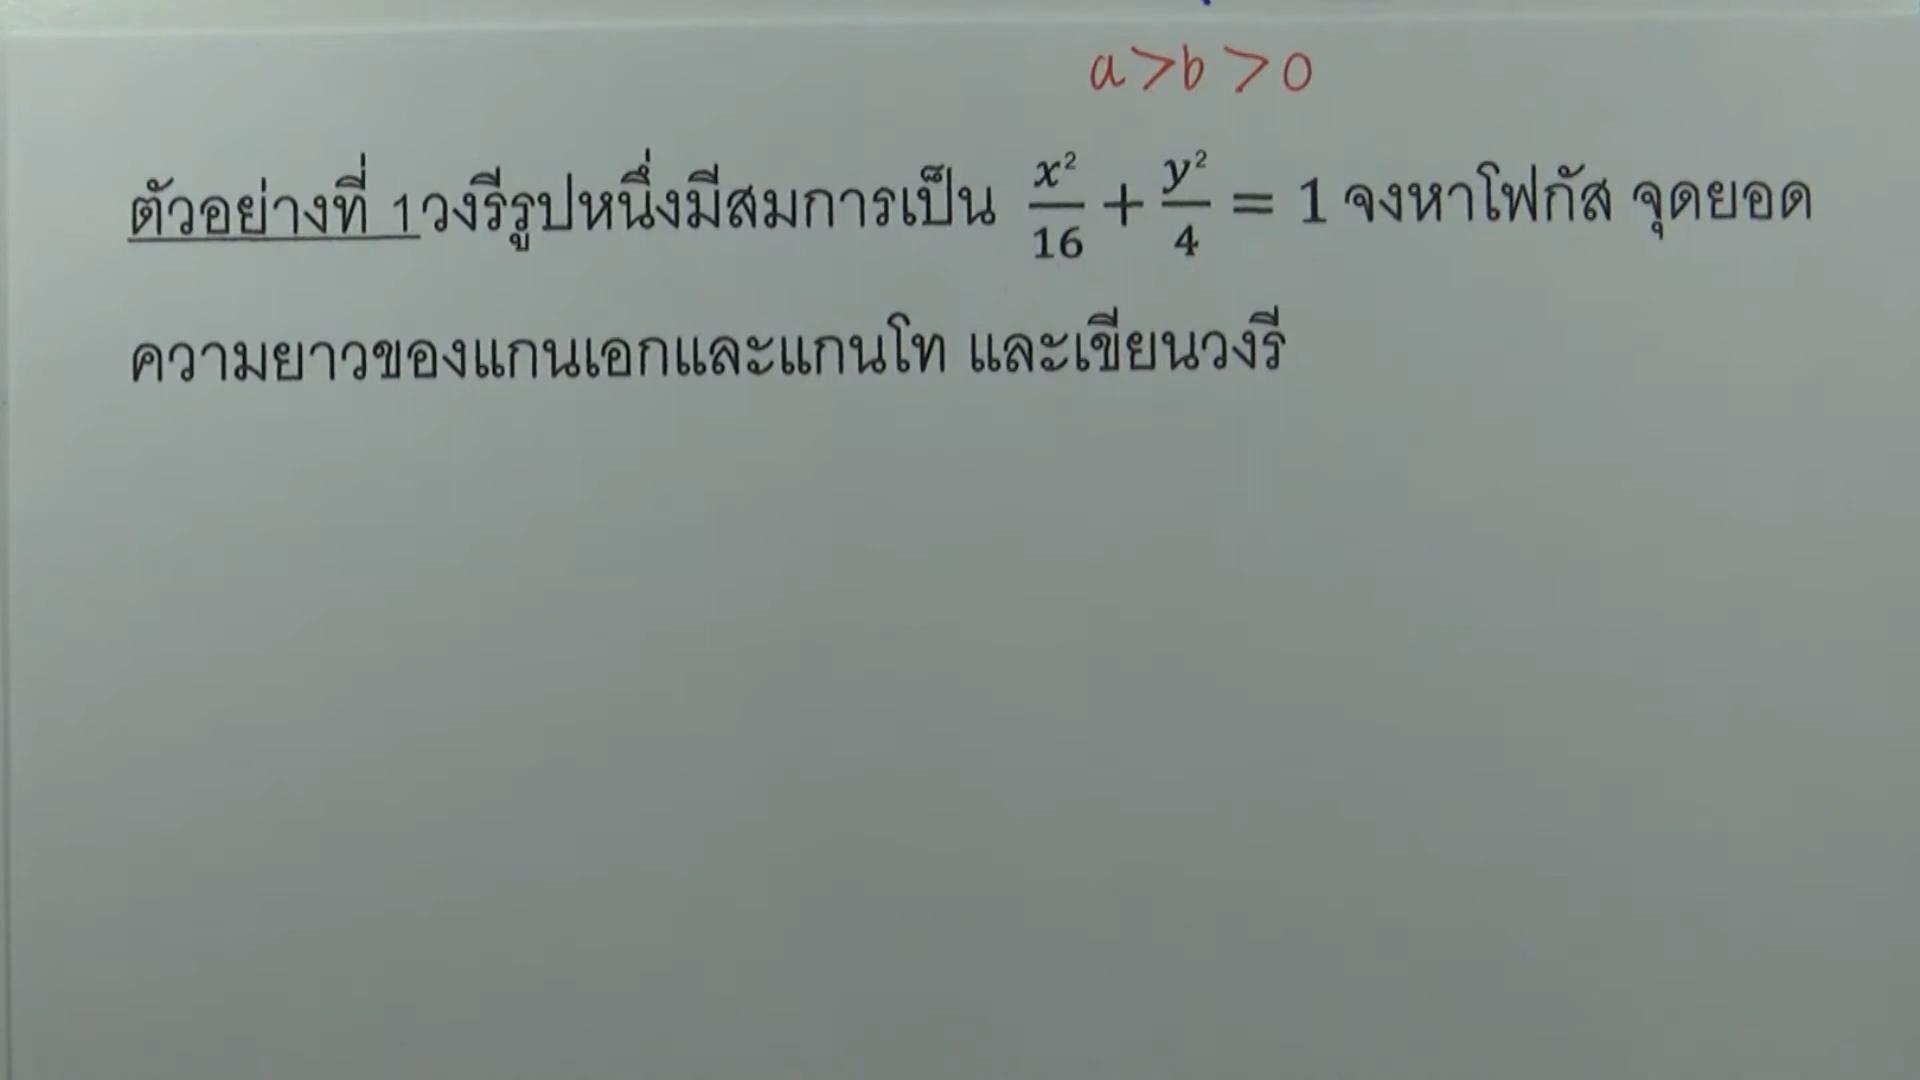 a > b > 0
ตัวอย่างที่ 1 วงรีรูปหนึ่งมีสมการเป็น x²/16 + y²/4 = 1 จงหาโฟกัส จุดยอด
ความยาวของแกนเอกและแกนโท และเขียนวงรี